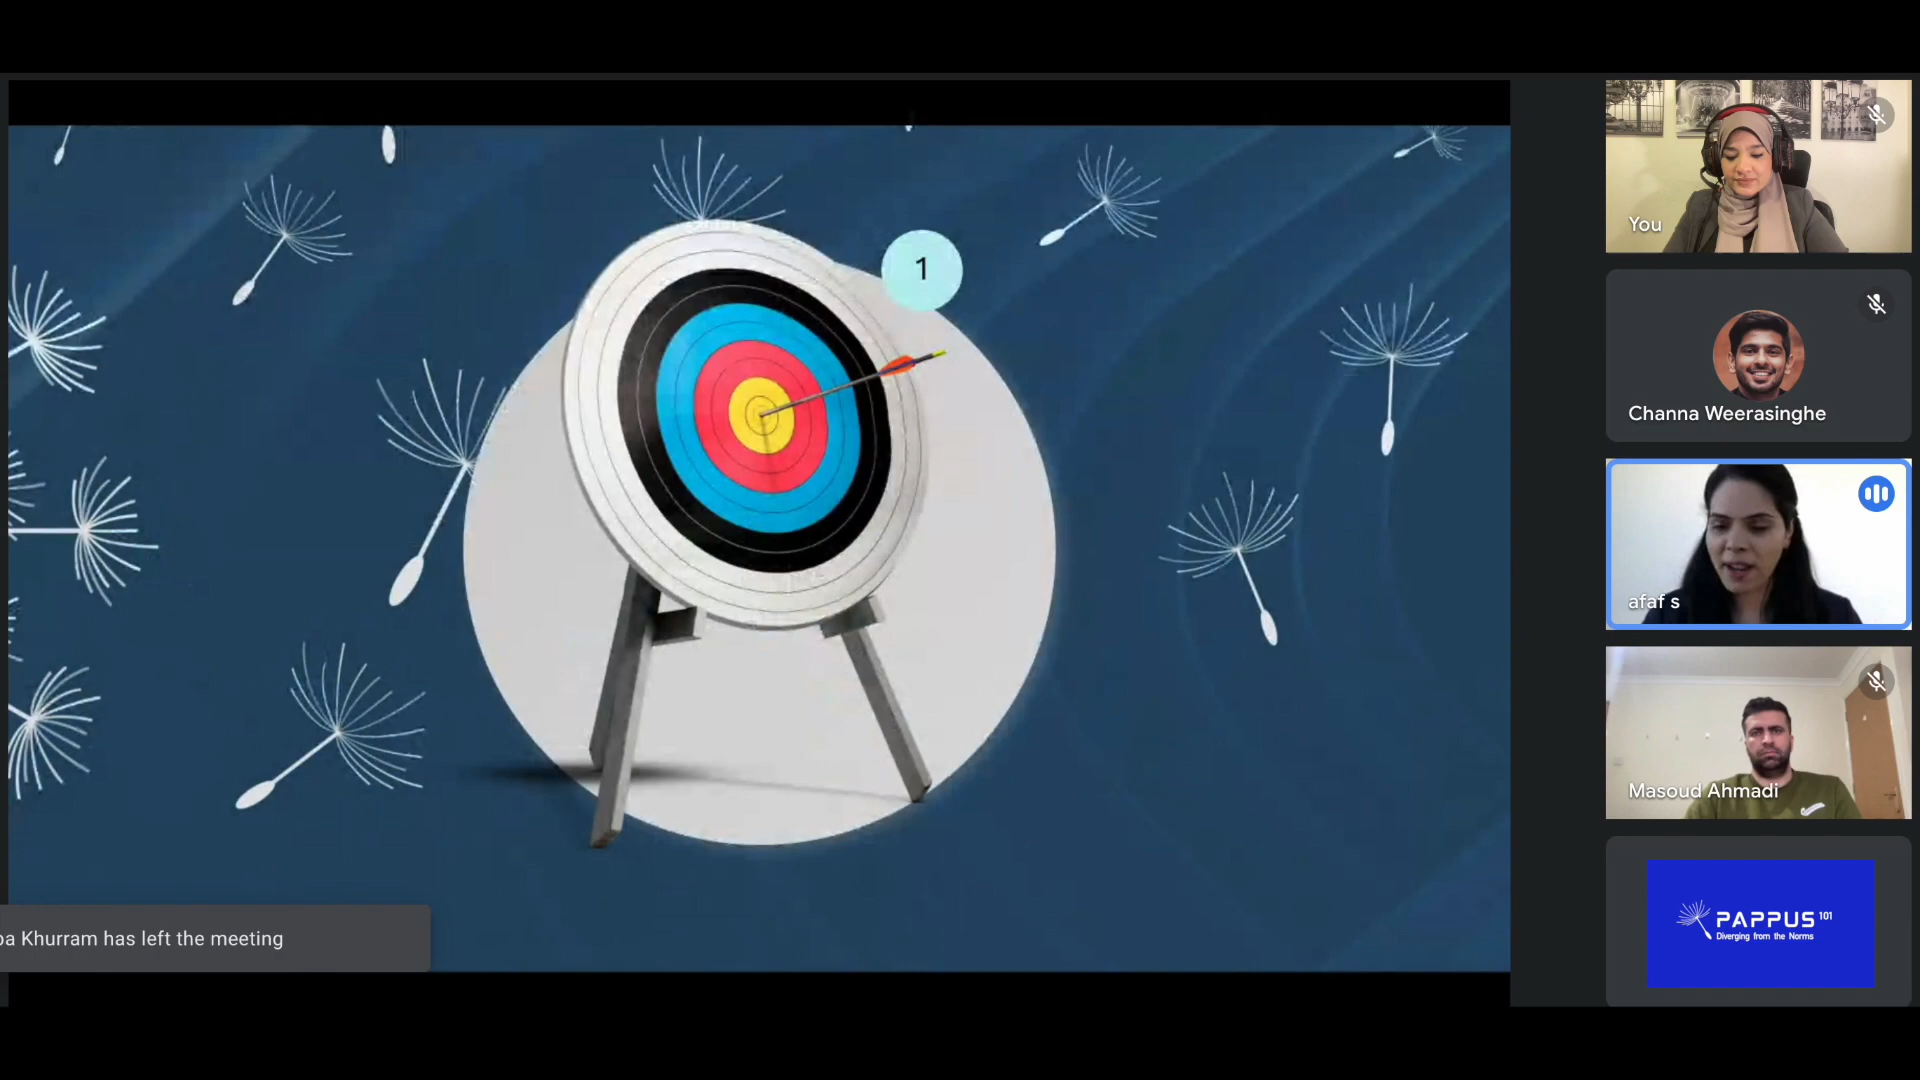 1
You
Channa Weerasinghe
afaf s
Masoud Ahmadi
PAPPUS 101
Diverging from the Norms
Khurram has left the meeting